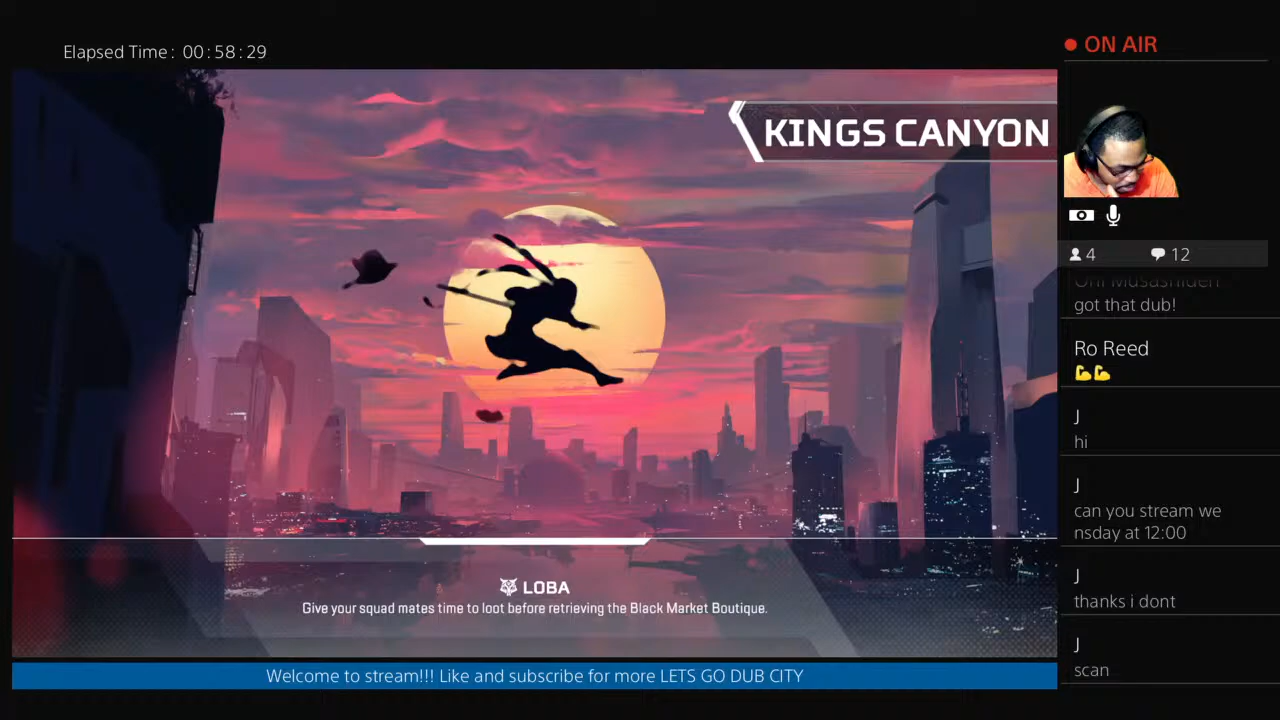 Elapsed Time: 00:58:29
ON AIR
KINGS CANYON
4 12
got that dub!
Ro Reed
💪💪
J
hi
J
can you stream we
nsday at 12:00
J
thanks i dont
J
scan
LOBA
Give your squad mates time to loot before retrieving the Black Market Boutique.
Welcome to stream!!! Like and subscribe for more LETS GO DUB CITY